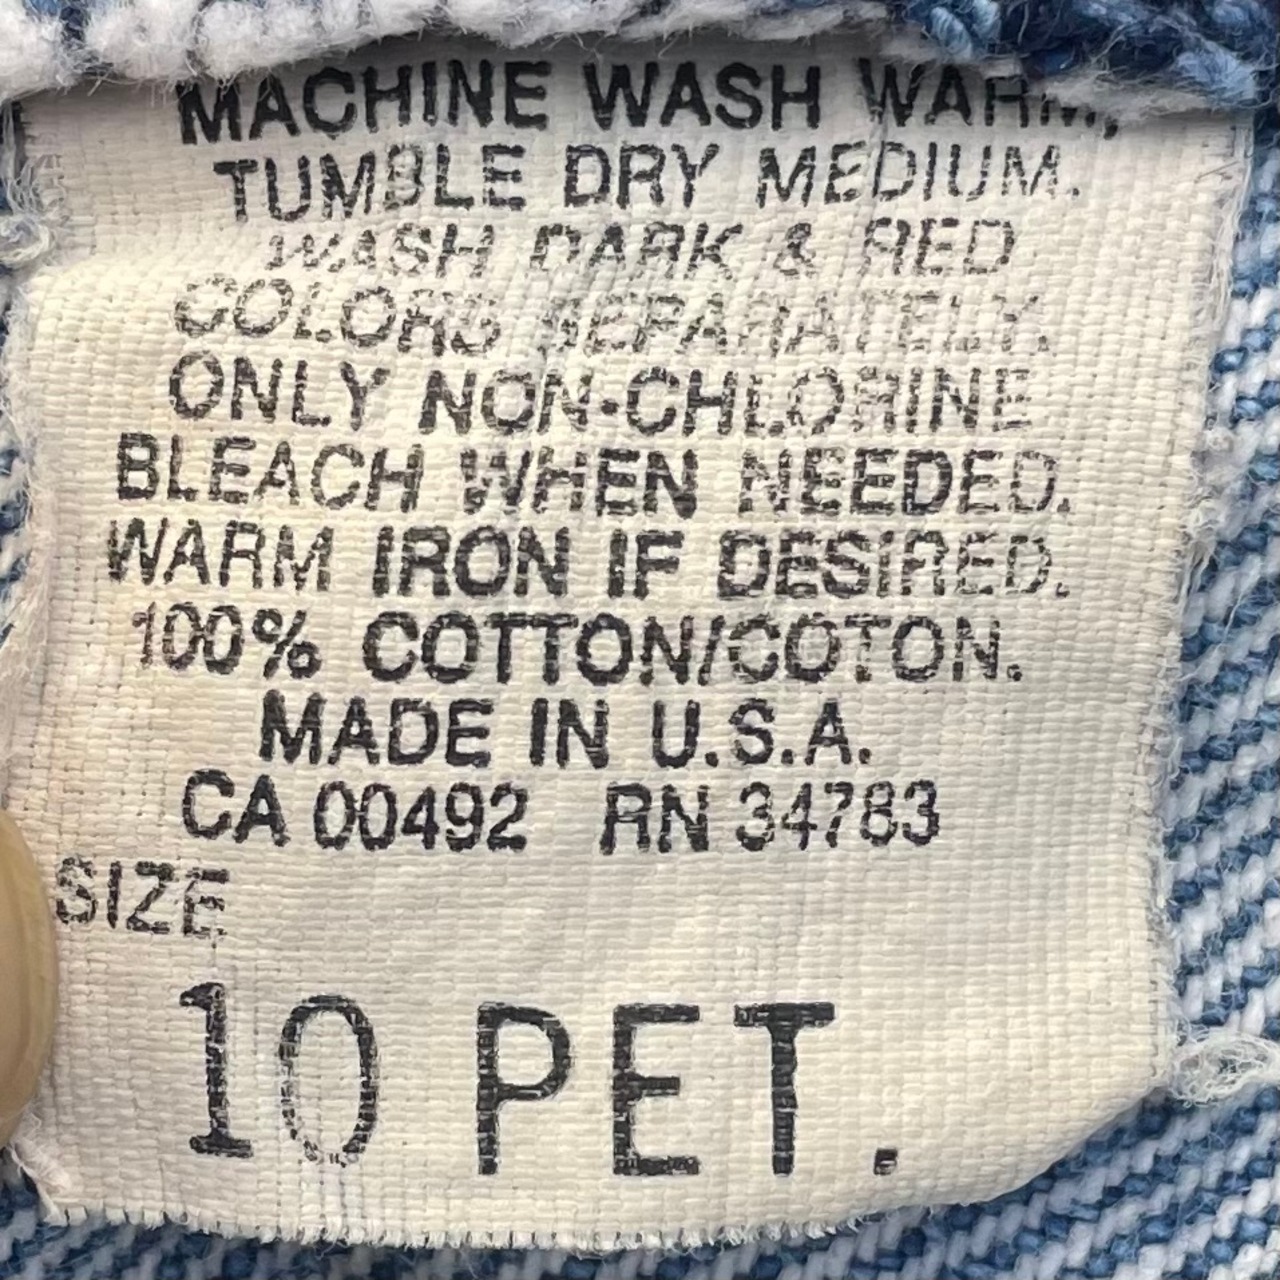 MACHINE WASH WARM,
TUMBLE DRY MEDIUM.
WASH DARK & RED
COLORS SEPARATELY.
ONLY NON-CHLORINE
BLEACH WHEN NEEDED.
WARM IRON IF DESIRED.
100% COTTON/COTON.
MADE IN U.S.A.
CA 00492 RN 34783
SIZE
10 PET.